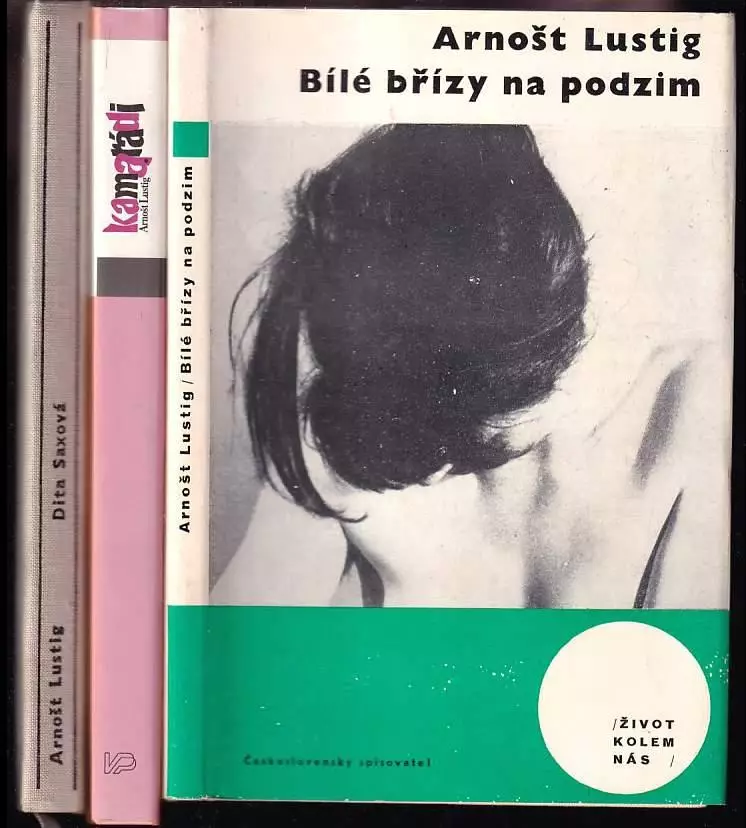 Arnošt Lustig
Dita Saxová
kamarádi
Arnošt Lustig
VP
Arnošt Lustig / Bílé břízy na podzim
Arnošt Lustig
Bílé břízy na podzim
Československý spisovatel
/ŽIVOT
KOLEM
NÁS /